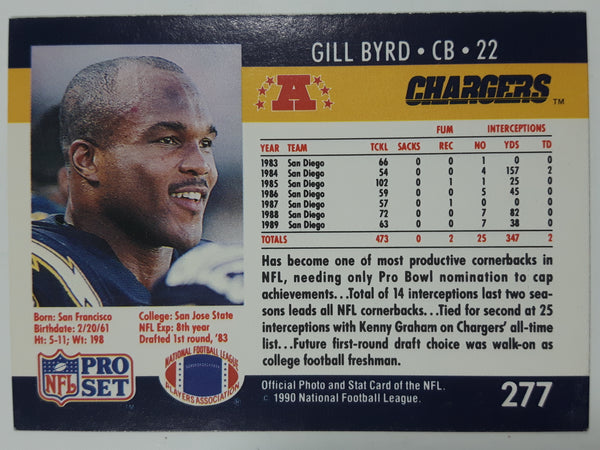 GILL BYRD • CB • 22
A
CHARGERS TM
FUM INTERCEPTIONS
YEAR TEAM TCKL SACKS REC NO YDS TD
1983 San Diego 66 0 0 1 0 0
1984 San Diego 54 0 0 4 157 2
1985 San Diego 102 0 1 1 25 0
1986 San Diego 59 0 0 5 45 0
1987 San Diego 57 0 1 0 0 0
1988 San Diego 72 0 0 7 82 0
1989 San Diego 63 0 0 7 38 0
TOTALS 473 0 2 25 347 2
Has become one of most productive cornerbacks in
NFL, needing only Pro Bowl nomination to cap
achievements...Total of 14 interceptions last two sea-
sons leads all NFL cornerbacks...Tied for second at 25
interceptions with Kenny Graham on Chargers' all-time
list...Future first-round draft choice was walk-on as
college football freshman.
Born: San Francisco
Birthdate: 2/20/61
Ht: 5-11; Wt: 198
College: San Jose State
NFL Exp: 8th year
Drafted 1st round, '83
NFL PRO SET TM
NATIONAL FOOTBALL LEAGUE
PLAYERS ASSOCIATION
Official Photo and Stat Card of the NFL.
© 1990 National Football League.
277